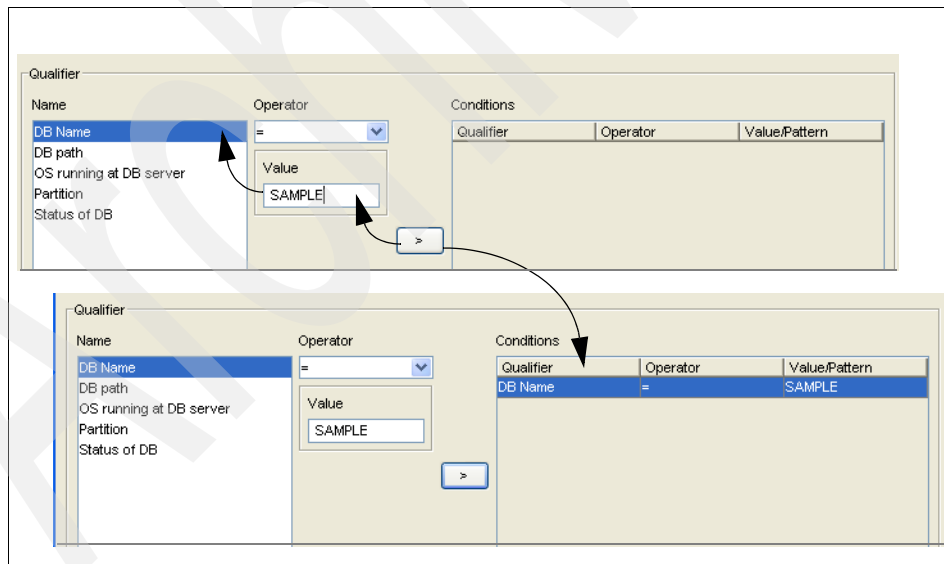 Qualifier
Name Operator Conditions
DB Name = Qualifier Operator Value/Pattern
DB path
OS running at DB server Value
Partition SAMPLE
Status of DB
>
Qualifier
Name Operator Conditions
DB Name = Qualifier Operator Value/Pattern
DB path DB Name = SAMPLE
OS running at DB server Value
Partition SAMPLE
Status of DB
>